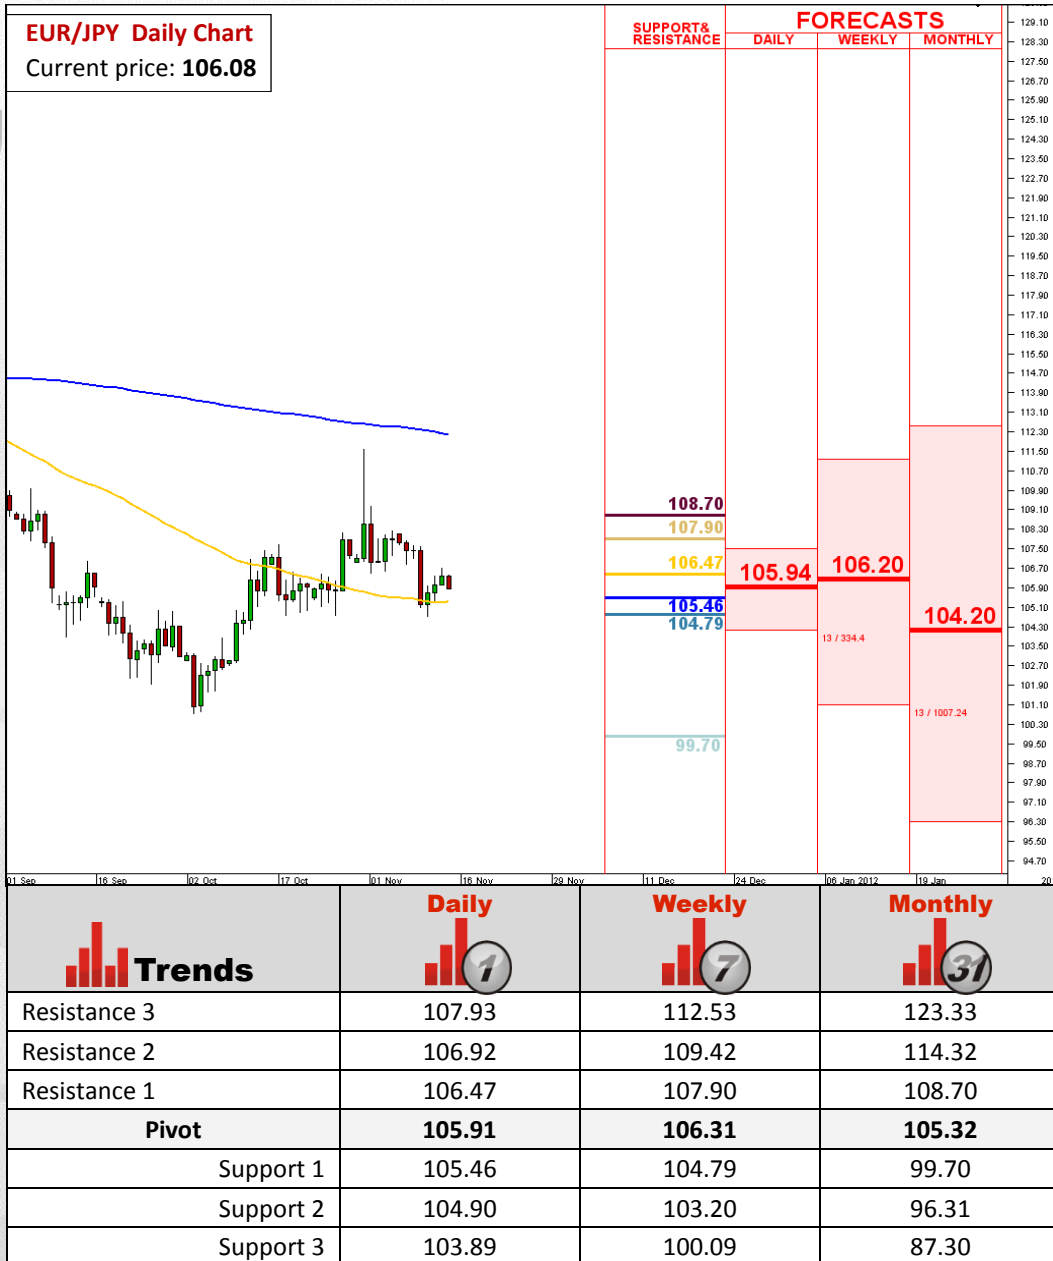 EUR/JPY Daily Chart
Current price: 106.08
SUPPORT&
RESISTANCE
FORECASTS
DAILY WEEKLY MONTHLY
129.10
128.30
127.50
126.70
125.90
125.10
124.30
123.50
122.70
121.90
121.10
120.30
119.50
118.70
117.90
117.10
116.30
115.50
114.70
113.90
113.10
112.30
111.50
110.70
109.90
109.10
108.30
107.50
106.70
105.90
105.10
104.30
103.50
102.70
101.90
101.10
100.30
99.50
98.70
97.90
97.10
96.30
95.50
94.70
108.70
107.90
106.47
105.46
104.79
99.70
105.94
106.20
13 / 334.4
104.20
13 / 1007.24
01 Sep 16 Sep 02 Oct 17 Oct 01 Nov 16 Nov 29 Nov 11 Dec 24 Dec 06 Jan 2012 19 Jan 20
Trends Daily Weekly Monthly
1 7 31
Resistance 3 107.93 112.53 123.33
Resistance 2 106.92 109.42 114.32
Resistance 1 106.47 107.90 108.70
Pivot 105.91 106.31 105.32
Support 1 105.46 104.79 99.70
Support 2 104.90 103.20 96.31
Support 3 103.89 100.09 87.30